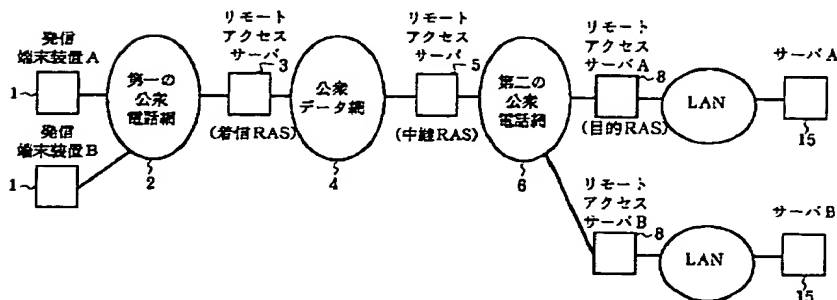 発信
端末装置A
1
発信
端末装置B
1
第一の
公衆
電話網
2
リモート
アクセス
サーバ
3
(着信RAS)
公衆
データ網
4
リモート
アクセス
サーバ
5
(中継RAS)
第二の
公衆
電話網
6
リモート
アクセス
サーバA
8
(目的RAS)
LAN
サーバA
15
リモート
アクセス
サーバB
8
LAN
サーバB
15